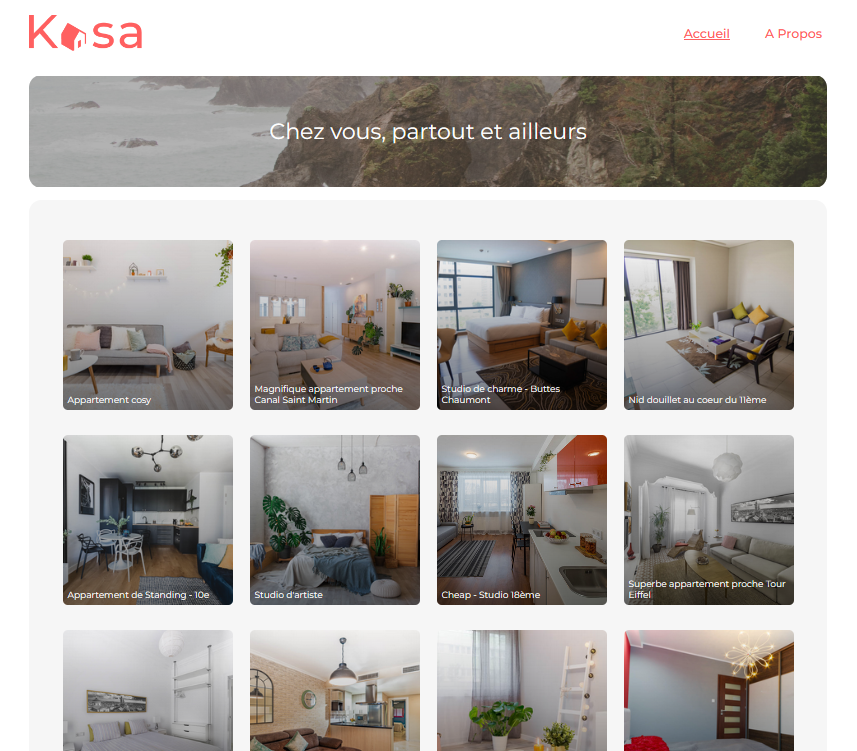 Kasa
Accueil
A Propos
Chez vous, partout et ailleurs
Appartement cosy
Magnifique appartement proche
Canal Saint Martin
Studio de charme - Buttes
Chaumont
Nid douillet au coeur du 11ème
Appartement de Standing - 10e
Studio d'artiste
Cheap - Studio 18ème
Superbe appartement proche Tour
Eiffel